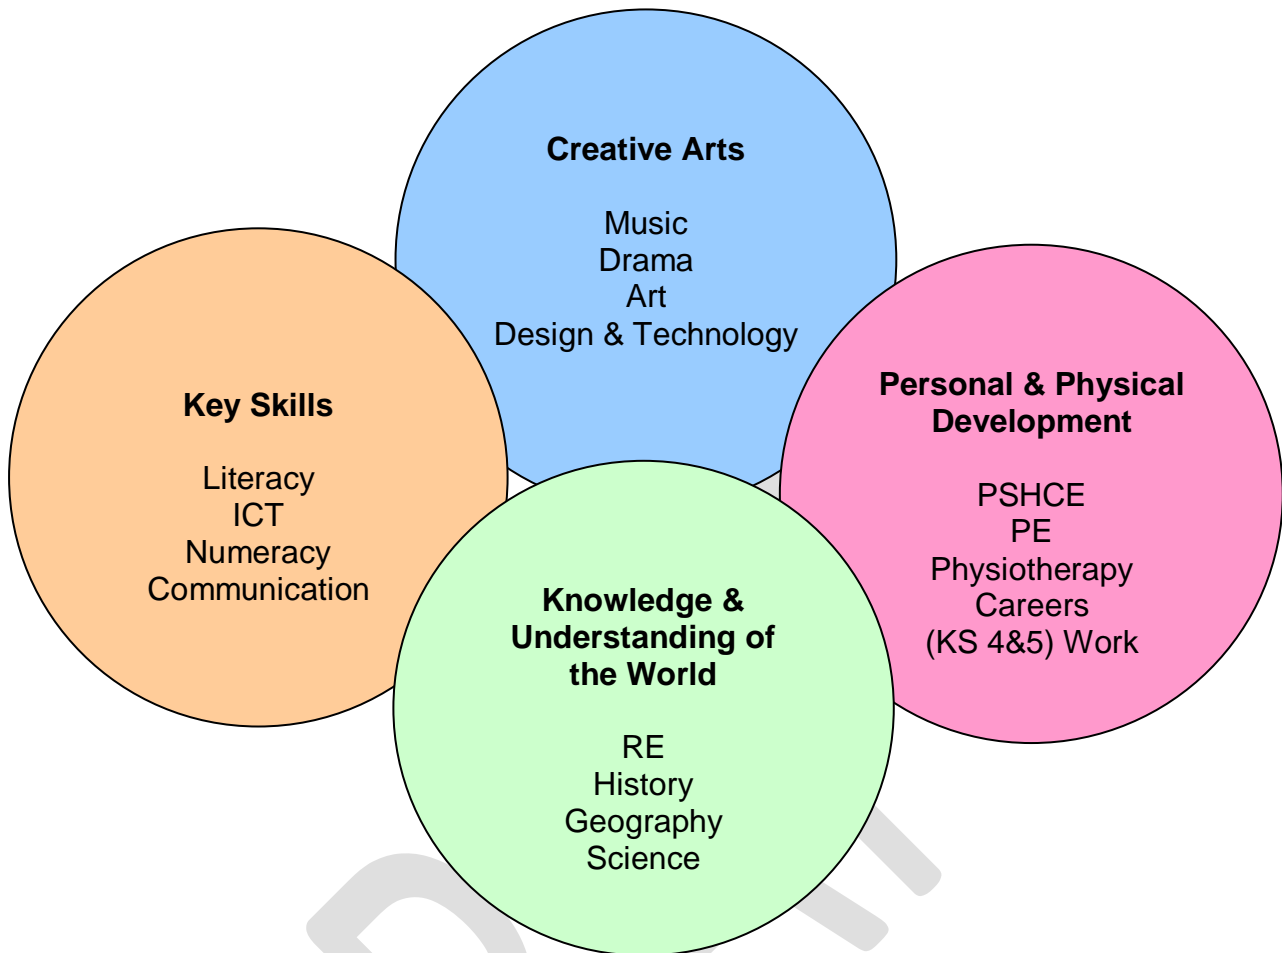 Creative Arts
Music
Drama
Art
Design & Technology
Key Skills
Literacy
ICT
Numeracy
Communication
Personal & Physical
Development
PSHCE
PE
Physiotherapy
Careers
(KS 4&5) Work
Knowledge &
Understanding of
the World
RE
History
Geography
Science